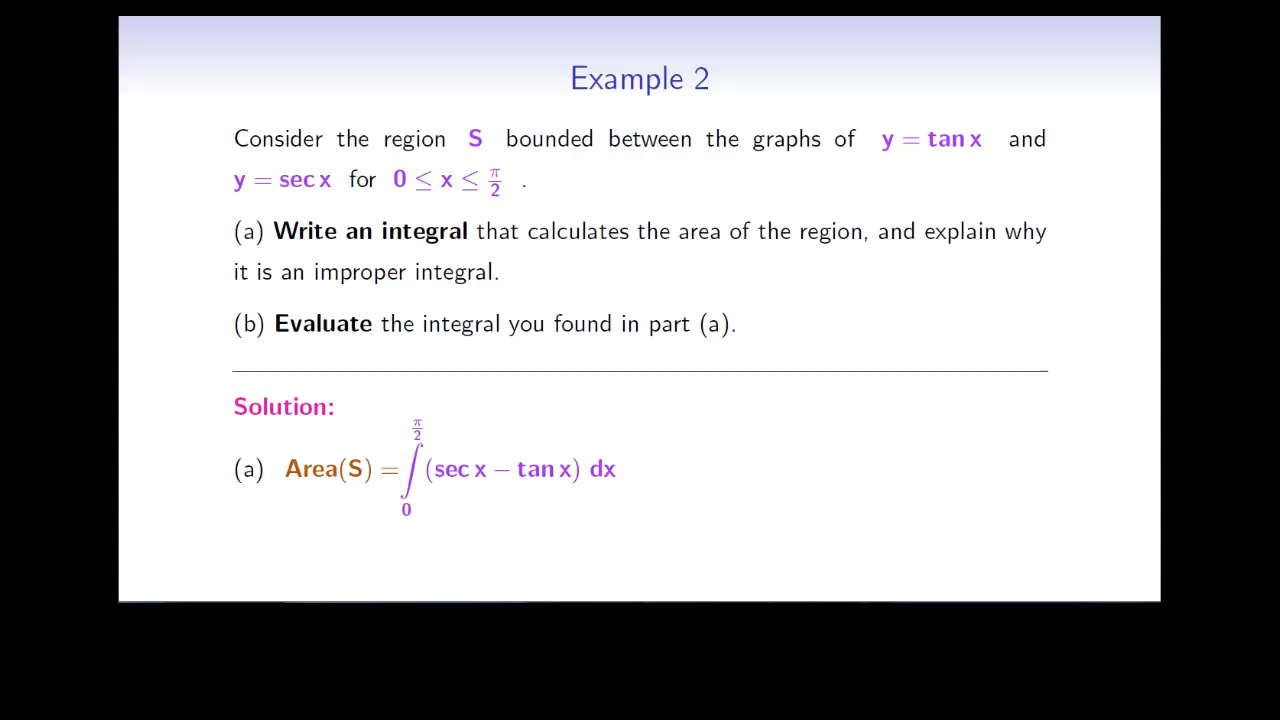 Example 2
Consider the region S bounded between the graphs of y = tan x and
y = sec x for 0 ≤ x ≤ π/2 .
(a) Write an integral that calculates the area of the region, and explain why
it is an improper integral.
(b) Evaluate the integral you found in part (a).
Solution:
(a) Area(S) = ∫₀^{π/2} (sec x − tan x) dx